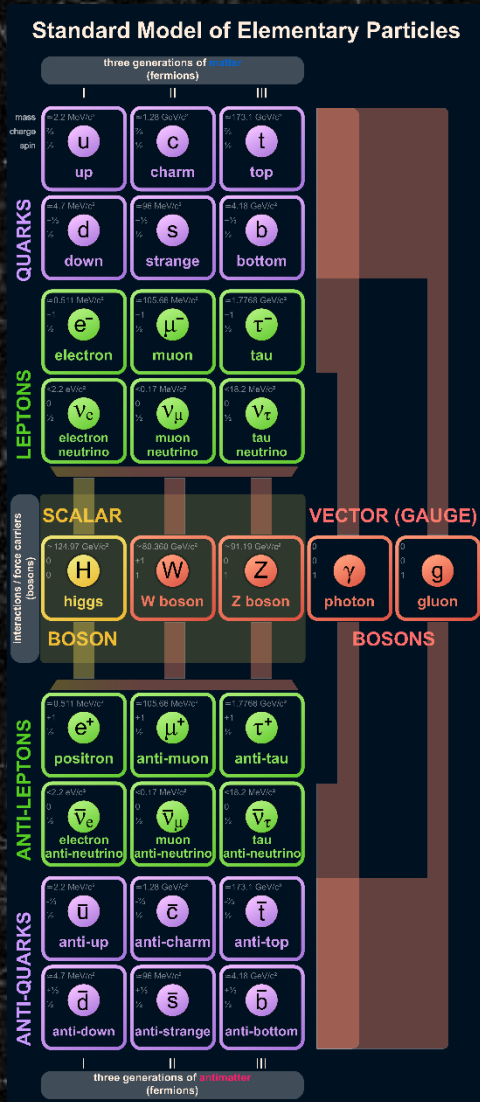 Standard Model of Elementary Particles
three generations of matter
(fermions)
I II III
mass
charge
spin
QUARKS
≃2.2 MeV/c²
⅔
½
u
up
≃1.28 GeV/c²
⅔
½
c
charm
≃173.1 GeV/c²
⅔
½
t
top
≃4.7 MeV/c²
−⅓
½
d
down
≃96 MeV/c²
−⅓
½
s
strange
≃4.18 GeV/c²
−⅓
½
b
bottom
LEPTONS
≃0.511 MeV/c²
−1
½
e⁻
electron
≃105.66 MeV/c²
−1
½
μ⁻
muon
≃1.7768 GeV/c²
−1
½
τ⁻
tau
<2.2 eV/c²
0
½
νe
electron
neutrino
<0.17 MeV/c²
0
½
νμ
muon
neutrino
<18.2 MeV/c²
0
½
ντ
tau
neutrino
interactions / force carriers
(bosons)
SCALAR
VECTOR (GAUGE)
~124.97 GeV/c²
0
0
H
higgs
~80.360 GeV/c²
+1
1
W
W boson
~91.19 GeV/c²
0
1
Z
Z boson
0
0
1
γ
photon
0
0
1
g
gluon
BOSON
BOSONS
ANTI-LEPTONS
≃0.511 MeV/c²
+1
½
e⁺
positron
≃105.66 MeV/c²
+1
½
μ⁺
anti-muon
≃1.7768 GeV/c²
+1
½
τ⁺
anti-tau
<2.2 eV/c²
0
½
ν̅e
electron
anti-neutrino
<0.17 MeV/c²
0
½
ν̅μ
muon
anti-neutrino
<18.2 MeV/c²
0
½
ν̅τ
tau
anti-neutrino
ANTI-QUARKS
≃2.2 MeV/c²
-⅔
½
u̅
anti-up
≃1.28 GeV/c²
-⅔
½
c̅
anti-charm
≃173.1 GeV/c²
-⅔
½
t̅
anti-top
≃4.7 MeV/c²
+⅓
½
d̅
anti-down
≃96 MeV/c²
+⅓
½
s̅
anti-strange
≃4.18 GeV/c²
+⅓
½
b̅
anti-bottom
I II III
three generations of antimatter
(fermions)